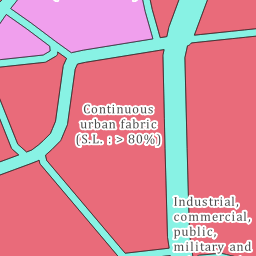 Continuous
urban fabric
(S.L. : > 80%)
Industrial,
commercial,
public,
military and